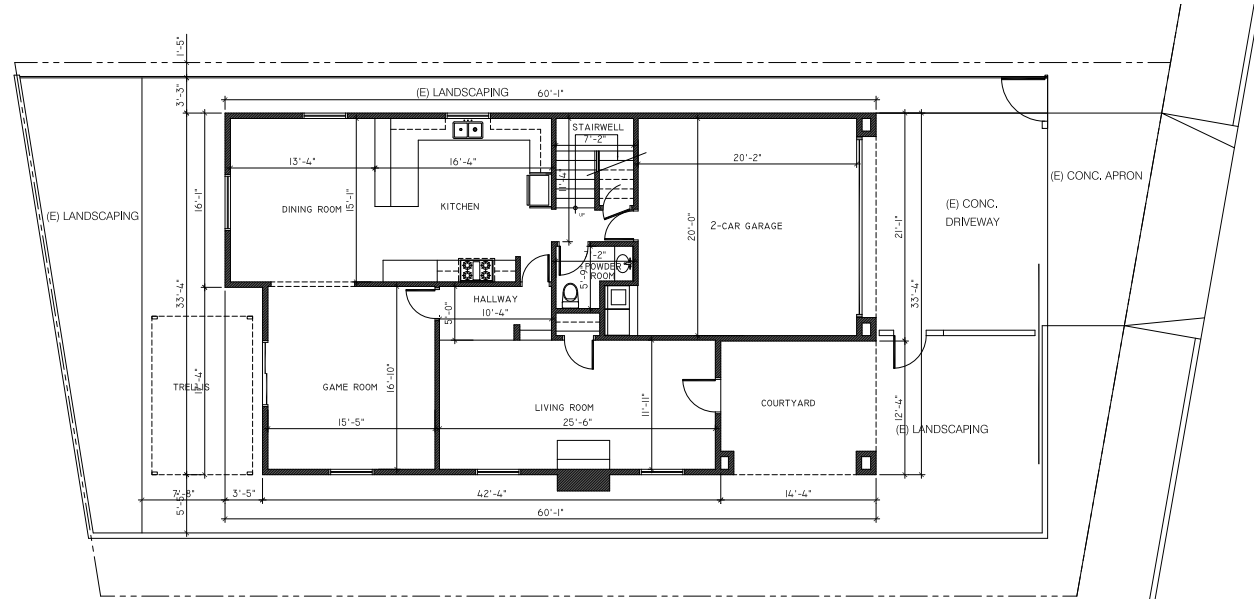 1'-5"
3'-3"
(E) LANDSCAPING
60'-1"
STAIRWELL
7'-2"
13'-4"
16'-4"
20'-2"
11'-4"
(E) CONC. APRON
16'-1"
15'-1"
(E) LANDSCAPING
DINING ROOM
KITCHEN
UP
(E) CONC.
DRIVEWAY
2-CAR GARAGE
20'-0"
21'-1"
7'-2"
POWDER
ROOM
5'-9"
33'-4"
HALLWAY
5'-0"
10'-4"
33'-4"
TRELLIS
GAME ROOM
16'-10"
LIVING ROOM
11'-11"
COURTYARD
12'-4"
15'-5"
25'-6"
(E) LANDSCAPING
7'-8"
3'-5"
42'-4"
14'-4"
60'-1"